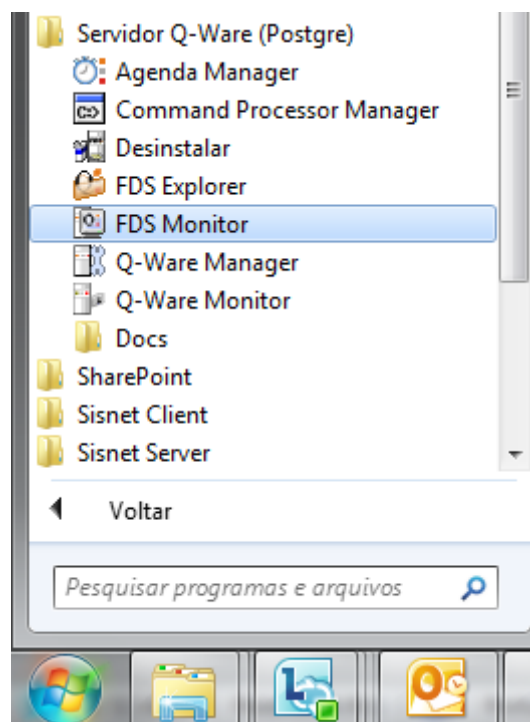 Servidor Q-Ware (Postgre)
Agenda Manager
Command Processor Manager
Desinstalar
FDS Explorer
FDS Monitor
Q-Ware Manager
Q-Ware Monitor
Docs
SharePoint
Sisnet Client
Sisnet Server
Voltar
Pesquisar programas e arquivos